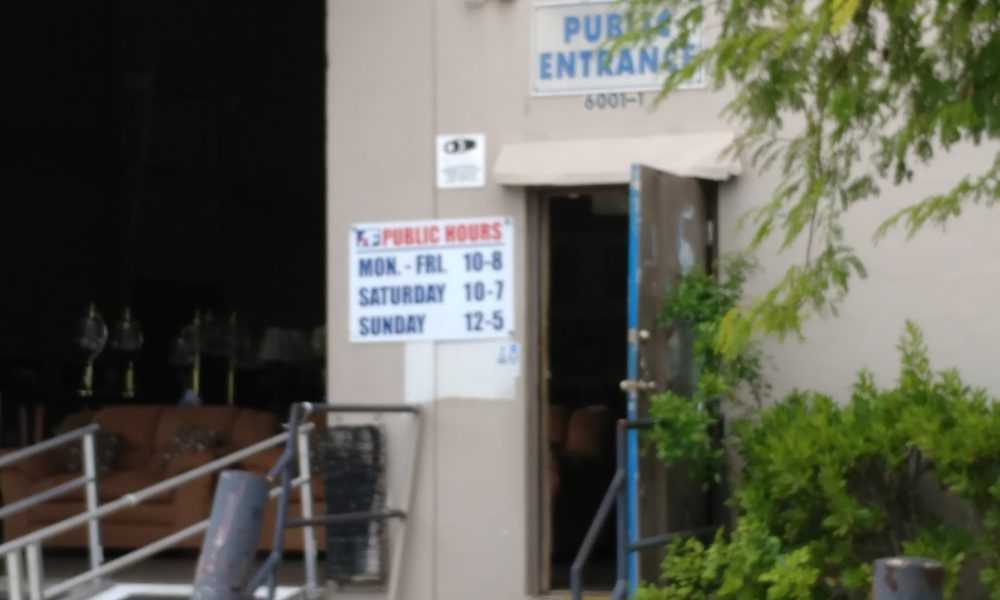 PUBLIC
ENTRANCE
6001-1
PUBLIC HOURS
MON. - FRI. 10-8
SATURDAY 10-7
SUNDAY 12-5